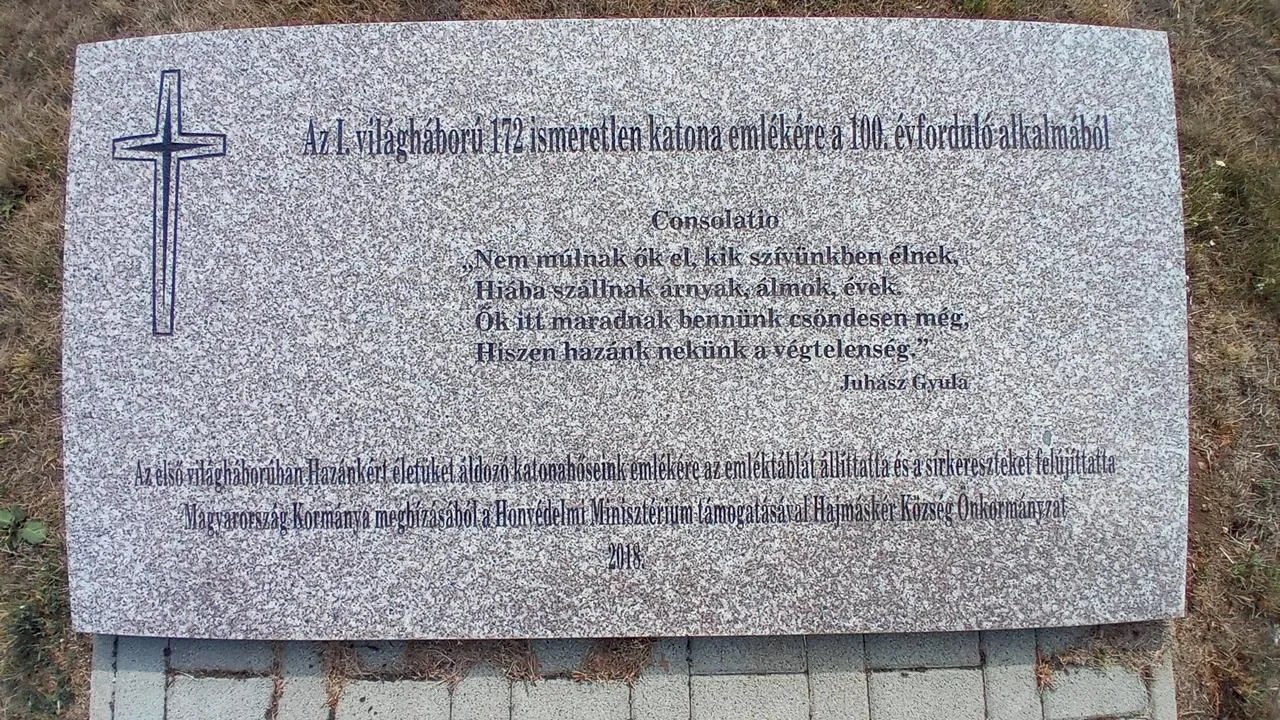 Az I. világháború 172 ismeretlen katona emlékére a 100. évforduló alkalmából
Consolatio
„Nem múlnak ők el, kik szívünkben élnek,
Hiába szállnak árnyak, álmok, évek.
Ők itt maradnak bennünk csöndesen még,
Hiszen hazánk nekünk a végtelenség.”
Juhász Gyula
Az első világháborúban Hazánkért életüket áldozó katonahőseink emlékére az emléktáblát állíttatta és a sírkereszteket felújíttatta
Magyarország Kormánya megbízásából a Honvédelmi Minisztérium támogatásával Hajmáskér Község Önkormányzat
2018.